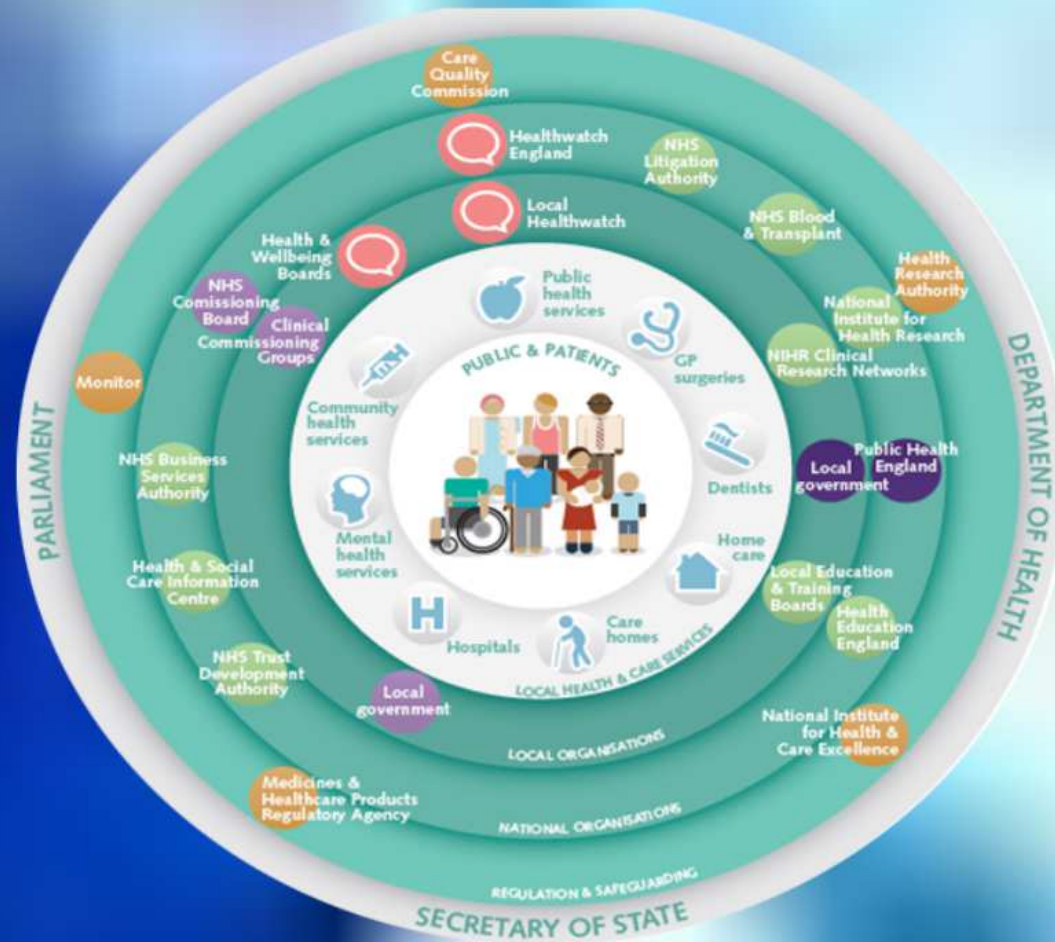 Care
Quality
Commission
Healthwatch
England
NHS
Litigation
Authority
Local
Healthwatch
NHS Blood
& Transplant
Health &
Wellbeing
Boards
Health
Research
Authority
NHS
Comissioning
Board
Public
health
services
National
Institute for
Health Research
Clinical
Commissioning
Groups
NIHR Clinical
Research Networks
PUBLIC & PATIENTS
GP
surgeries
Monitor
Community
health
services
PARLIAMENT
DEPARTMENT OF HEALTH
NHS Business
Services
Authority
Dentists
Local
government
Public Health
England
Mental
health
services
Home
care
Health & Social
Care Information
Centre
Local Education
& Training
Boards
Health
Education
England
H
Hospitals
Care
homes
LOCAL HEALTH & CARE SERVICES
NHS Trust
Development
Authority
Local
government
National Institute
for Health &
Care Excellence
LOCAL ORGANISATIONS
Medicines &
Healthcare Products
Regulatory Agency
NATIONAL ORGANISATIONS
REGULATION & SAFEGUARDING
SECRETARY OF STATE